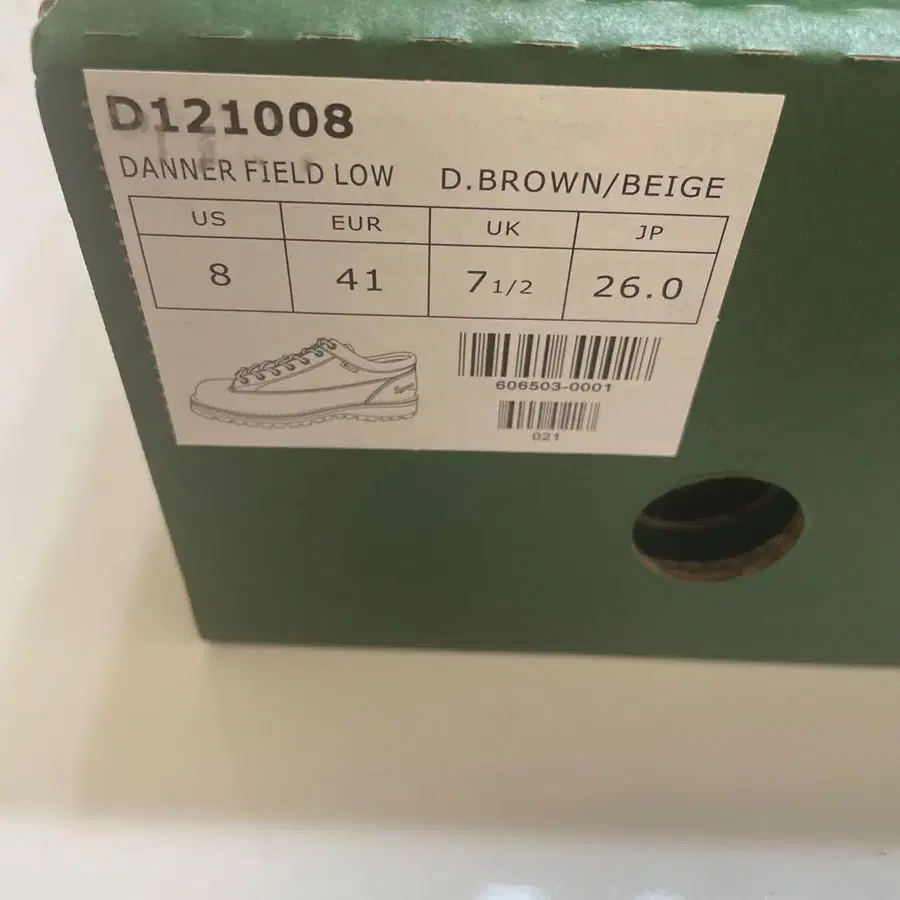 D121008
DANNER FIELD LOW D.BROWN/BEIGE
US EUR UK JP
8 41 7 1/2 26.0
606503-0001
021